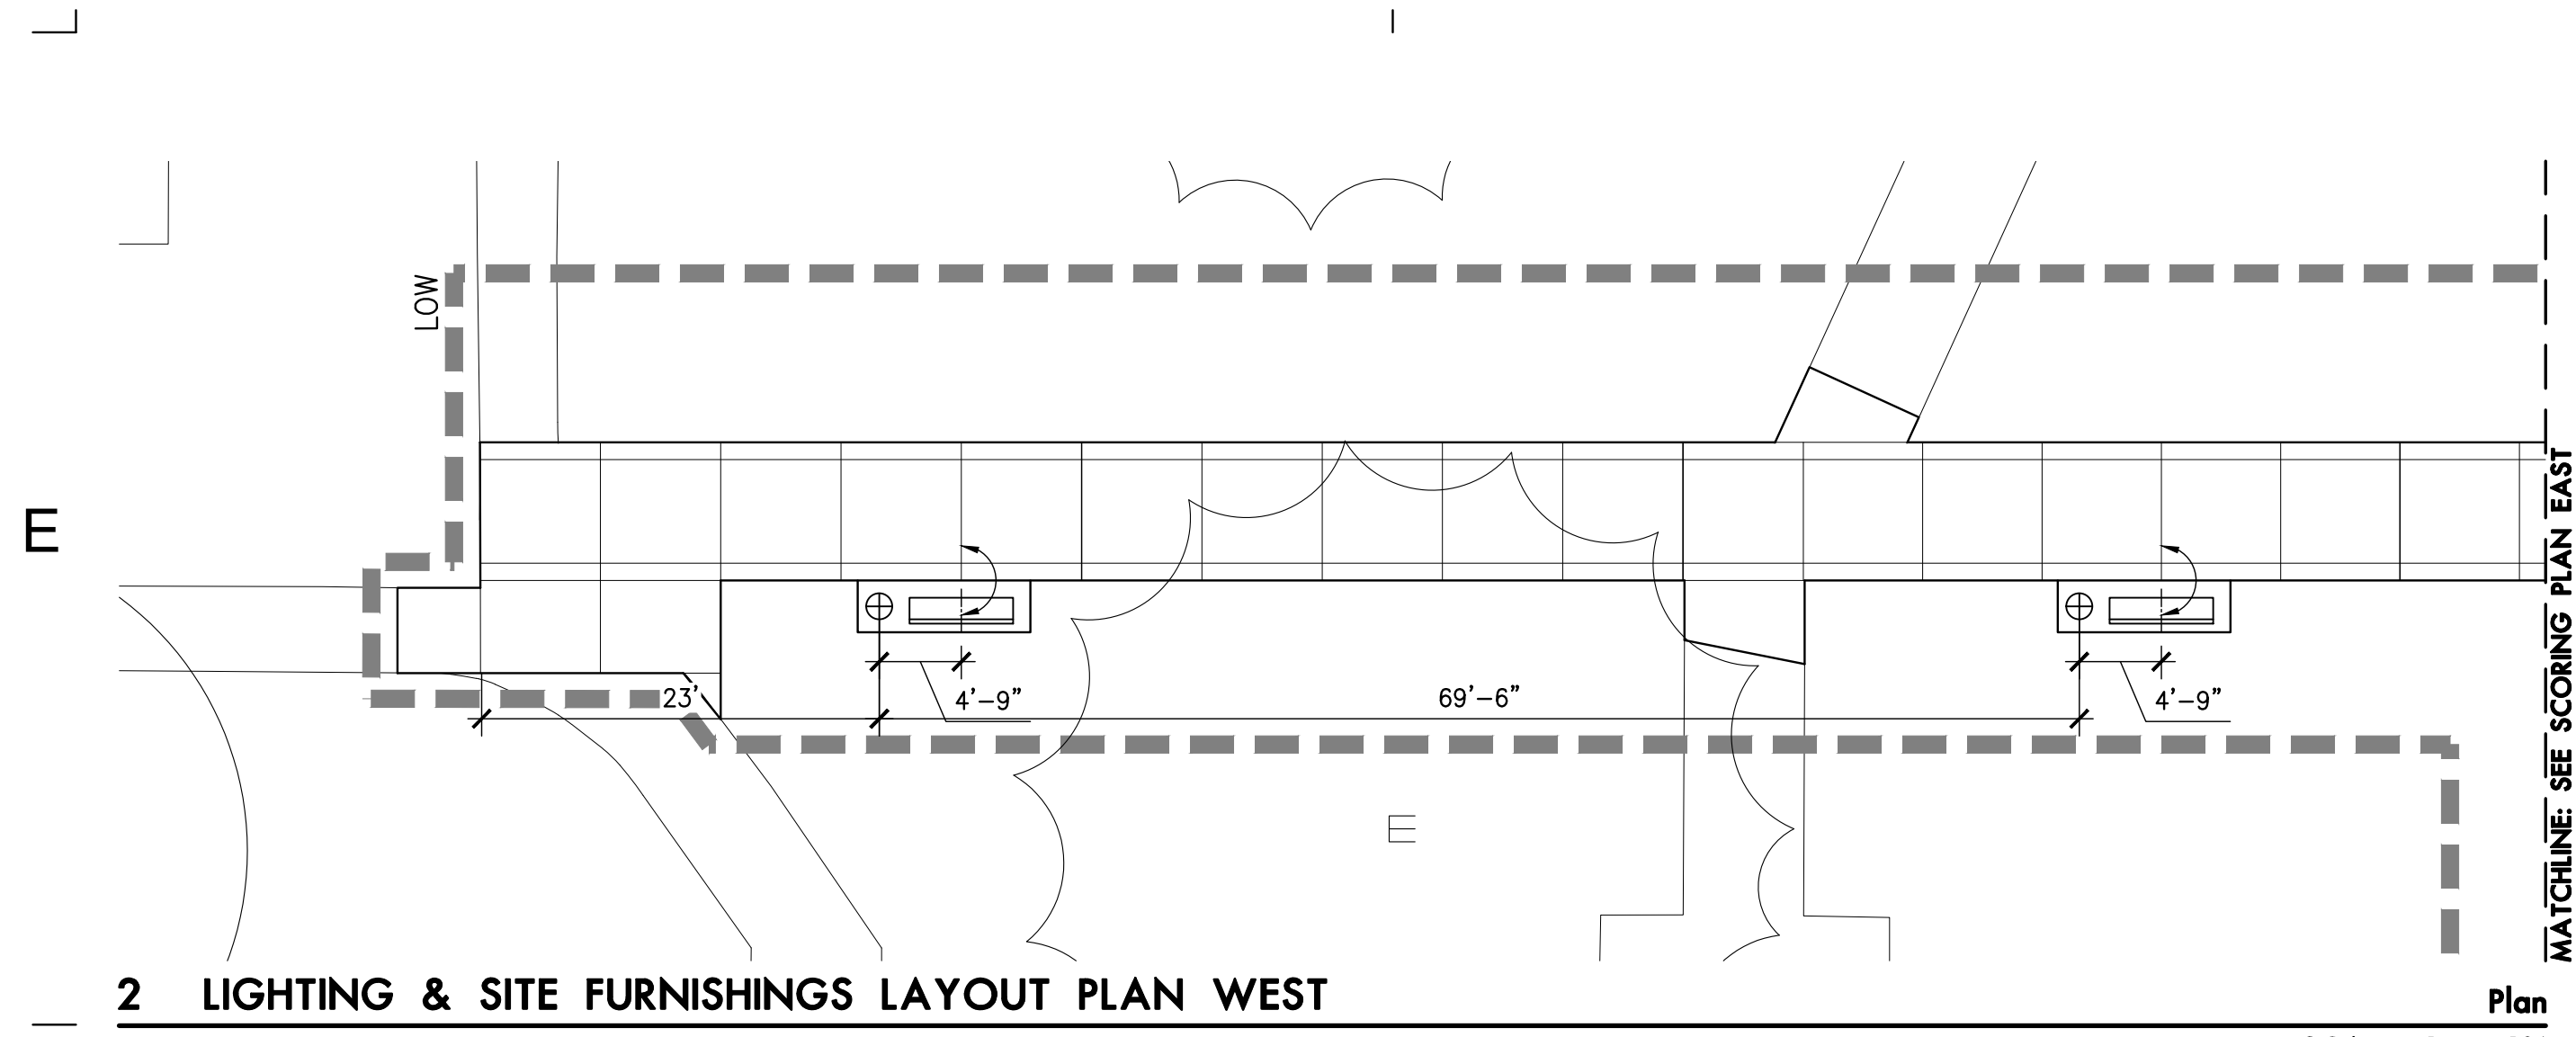 LOW
E
23'
4'-9"
69'-6"
4'-9"
E
MATCHLINE: SEE SCORING PLAN EAST
2 LIGHTING & SITE FURNISHINGS LAYOUT PLAN WEST
Plan